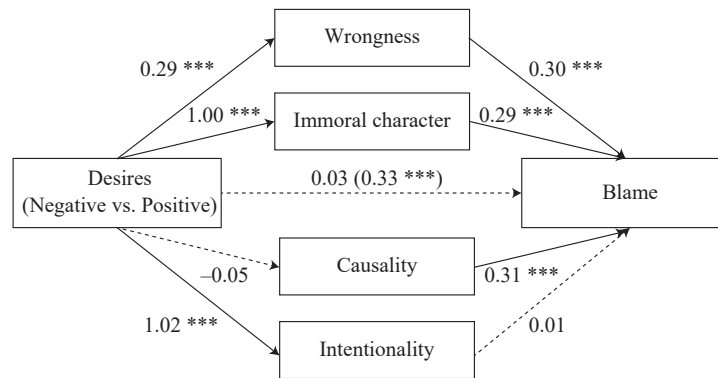 Wrongness
0.29 ***
0.30 ***
1.00 ***
Immoral character
0.29 ***
Desires
(Negative vs. Positive)
0.03 (0.33 ***)
Blame
–0.05
Causality
0.31 ***
1.02 ***
Intentionality
0.01